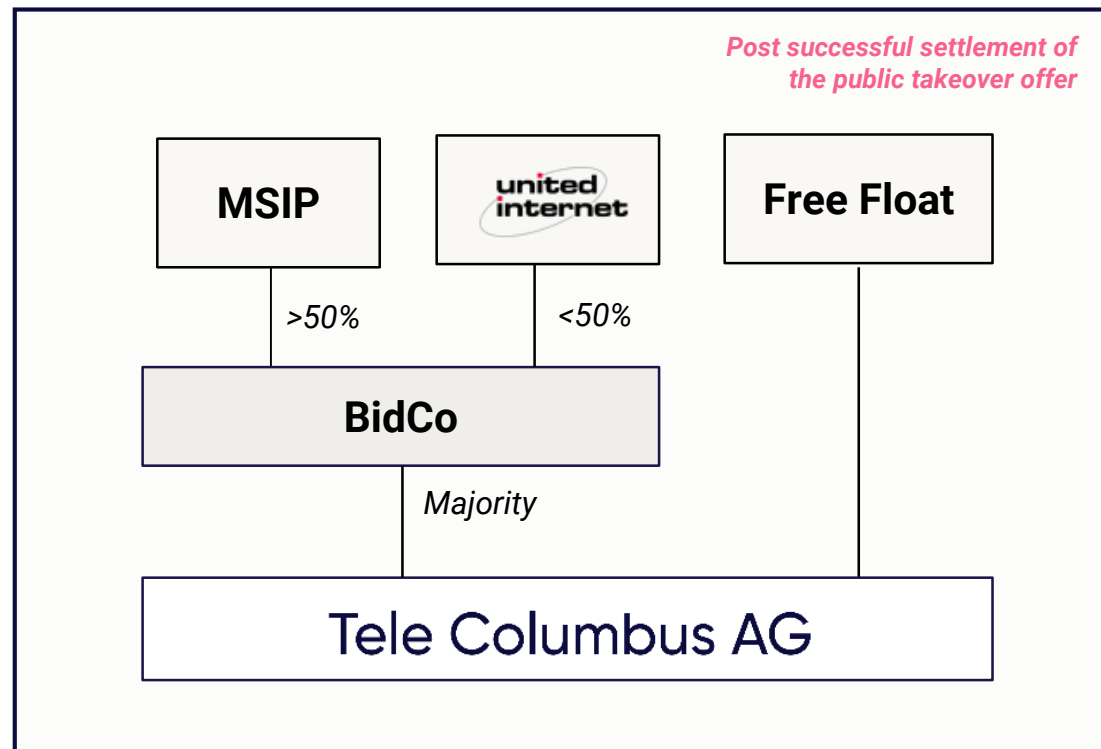 Post successful settlement of
the public takeover offer
MSIP
united
internet
Free Float
>50%
<50%
BidCo
Majority
Tele Columbus AG